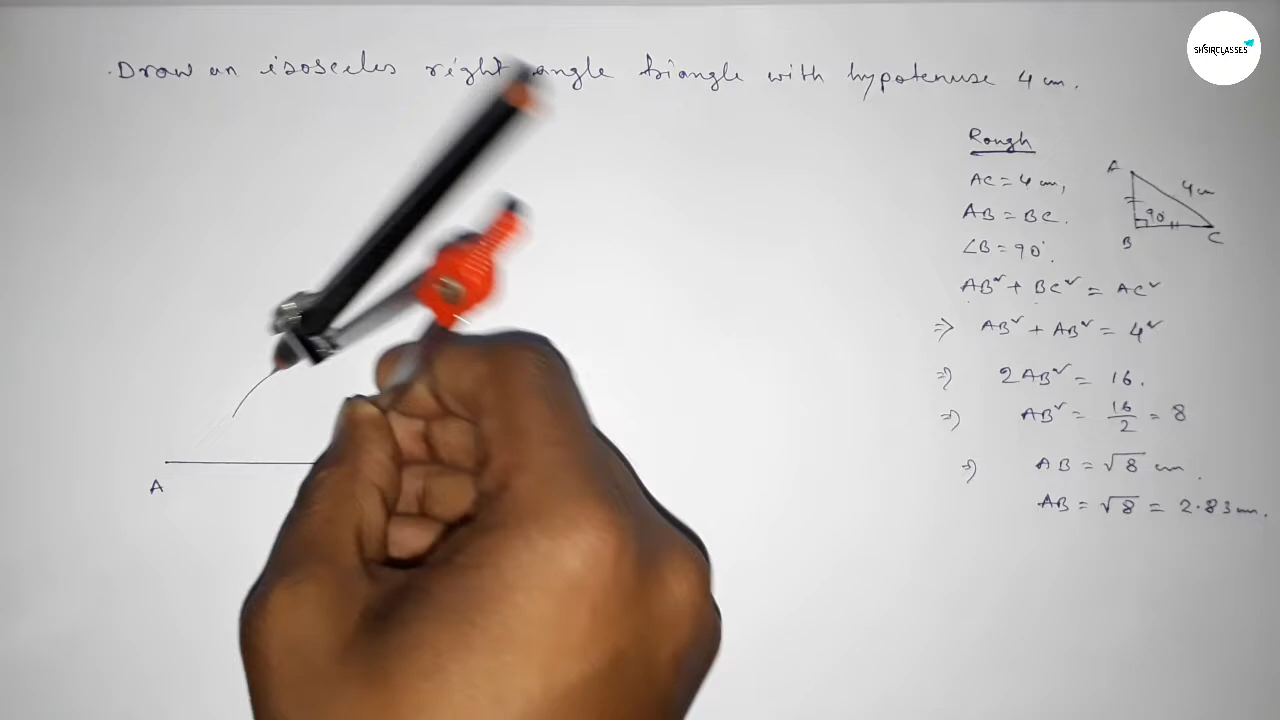 SHSIRCLASSES
Draw an isosceles right angle triangle with hypotenuse 4 cm.
Rough
AC = 4 cm,
AB = BC.
∠B = 90°.
AB² + BC² = AC²
⇒ AB² + AB² = 4²
⇒ 2AB² = 16.
⇒ AB² = 16/2 = 8
⇒ AB = √8 cm.
AB = √8 = 2.83 cm.
A
4 cm
90°
B
C
A